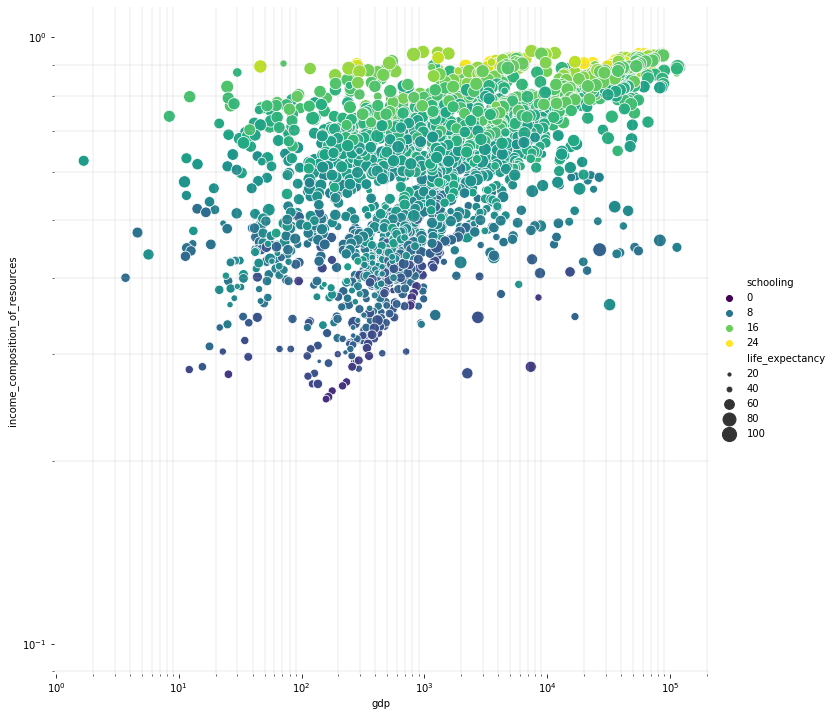 10⁰
10⁻¹
income_composition_of_resources
10⁰ 10¹ 10² 10³ 10⁴ 10⁵
gdp
schooling
0
8
16
24
life_expectancy
20
40
60
80
100